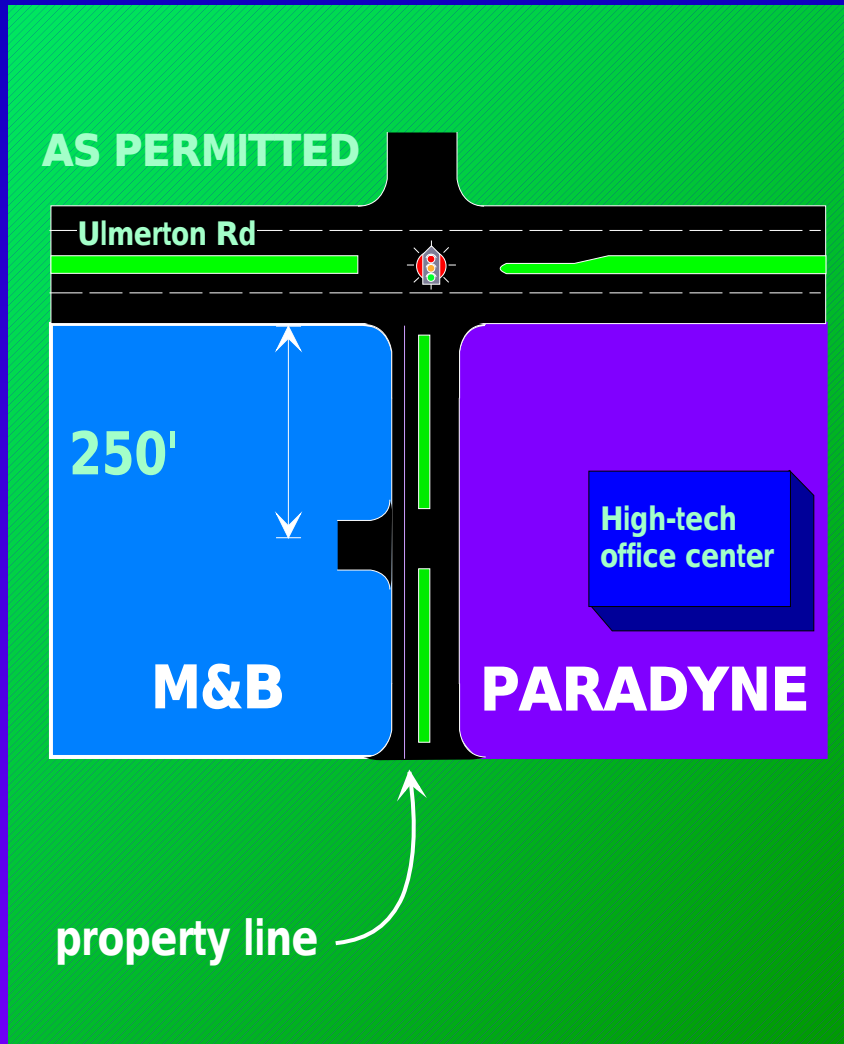 AS PERMITTED
Ulmerton Rd
250'
High-tech
office center
M&B
PARADYNE
property line